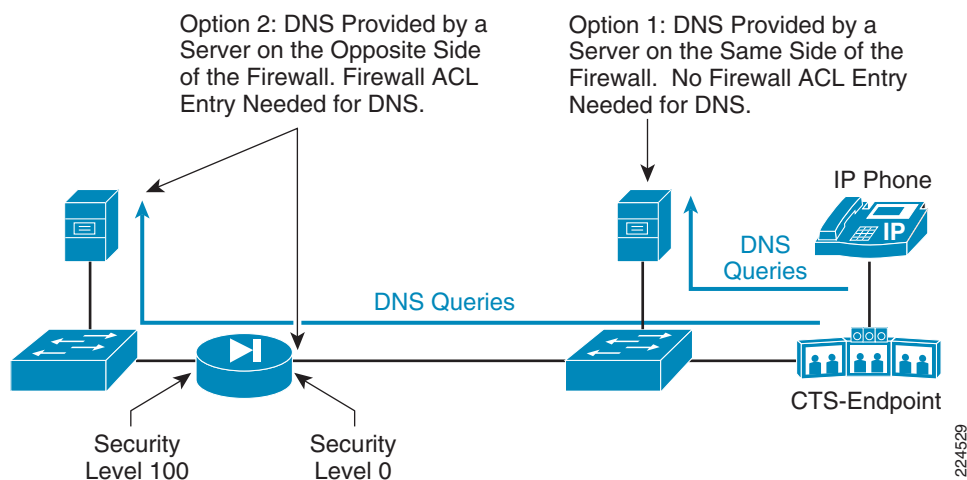 Option 2: DNS Provided by a
Server on the Opposite Side
of the Firewall. Firewall ACL
Entry Needed for DNS.
Option 1: DNS Provided by a
Server on the Same Side of the
Firewall.  No Firewall ACL Entry
Needed for DNS.
IP Phone
IP
DNS
Queries
DNS Queries
CTS-Endpoint
Security
Level 100
Security
Level 0
224529